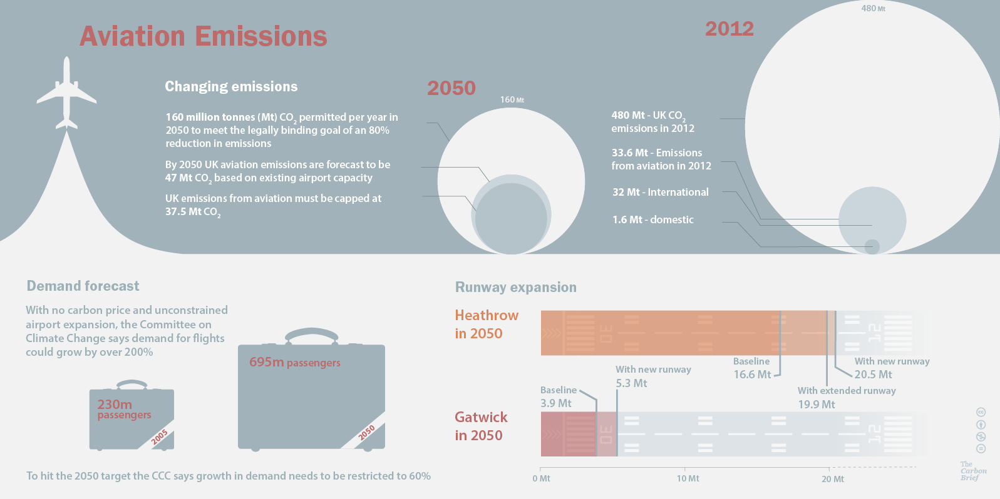 Aviation Emissions
Changing emissions
160 million tonnes (Mt) CO2 permitted per year in
2050 to meet the legally binding goal of an 80%
reduction in emissions
By 2050 UK aviation emissions are forecast to be
47 Mt CO2 based on existing airport capacity
UK emissions from aviation must be capped at
37.5 Mt CO2
2050
160 Mt
2012
480 Mt
480 Mt - UK CO2
emissions in 2012
33.6 Mt - Emissions
from aviation in 2012
32 Mt - International
1.6 Mt - domestic
Demand forecast
With no carbon price and unconstrained
airport expansion, the Committee on
Climate Change says demand for flights
could grow by over 200%
230m
passengers
2005
695m passengers
2050
To hit the 2050 target the CCC says growth in demand needs to be restricted to 60%
Runway expansion
Heathrow
in 2050
30
12
Baseline
16.6 Mt
With new runway
20.5 Mt
With extended runway
19.9 Mt
Gatwick
in 2050
Baseline
3.9 Mt
With new runway
5.3 Mt
30
12
0 Mt
10 Mt
20 Mt
cc
The
Carbon
Brief